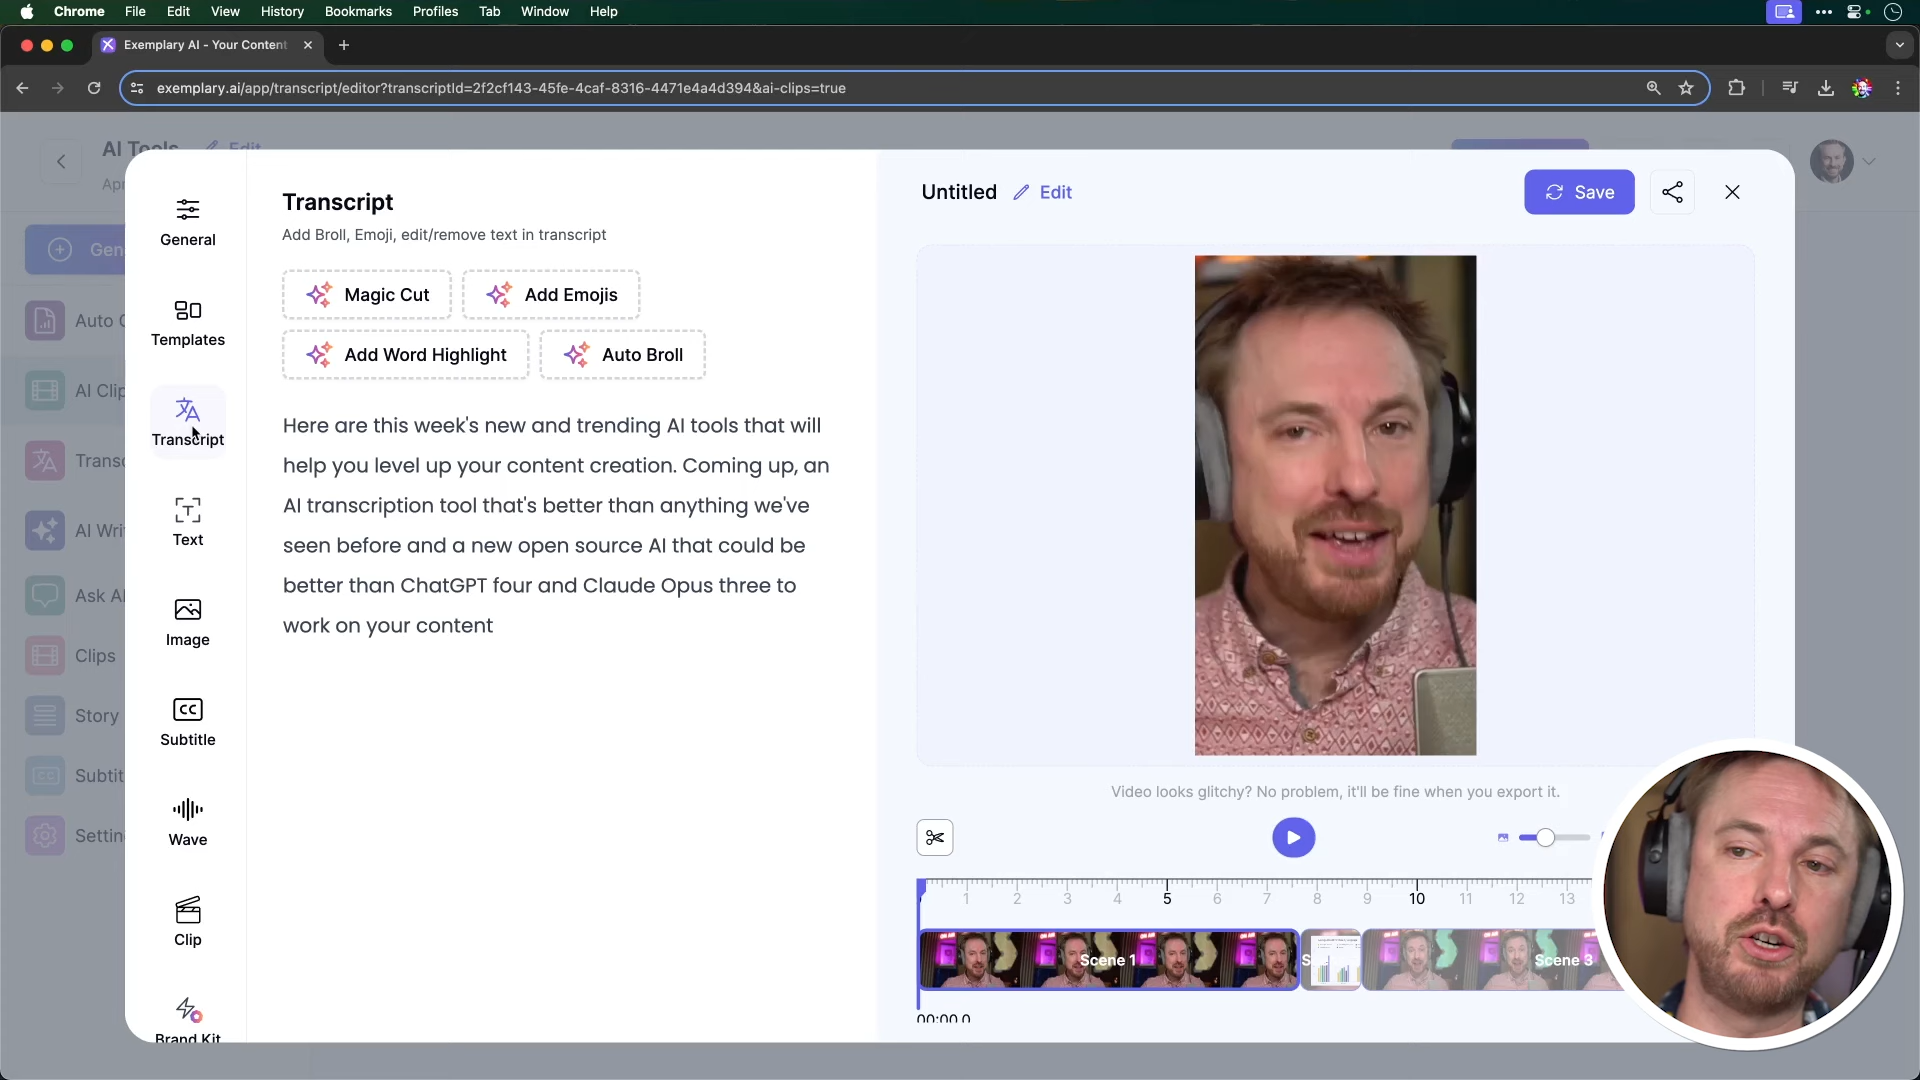 Chrome File Edit View History Bookmarks Profiles Tab Window Help
Exemplary AI - Your Content
exemplary.ai/app/transcript/editor?transcriptId=2f2cf143-45fe-4caf-8316-4471e4a4d394&ai-clips=true
AI Tools Edit
Apr
Gen
Auto C
AI Clip
Transc
AI Wri
Ask AI
Clips
Story
Subtit
Settin
General
Templates
Transcript
Text
Image
Subtitle
Wave
Clip
Brand Kit
Transcript
Add Broll, Emoji, edit/remove text in transcript
Magic Cut Add Emojis
Add Word Highlight Auto Broll
Here are this week's new and trending AI tools that will
help you level up your content creation. Coming up, an
AI transcription tool that's better than anything we've
seen before and a new open source AI that could be
better than ChatGPT four and Claude Opus three to
work on your content
Untitled Edit
Save
Video looks glitchy? No problem, it'll be fine when you export it.
1 2 3 4 5 6 7 8 9 10 11 12 13
Scene 1 S Scene 3
00:00.0